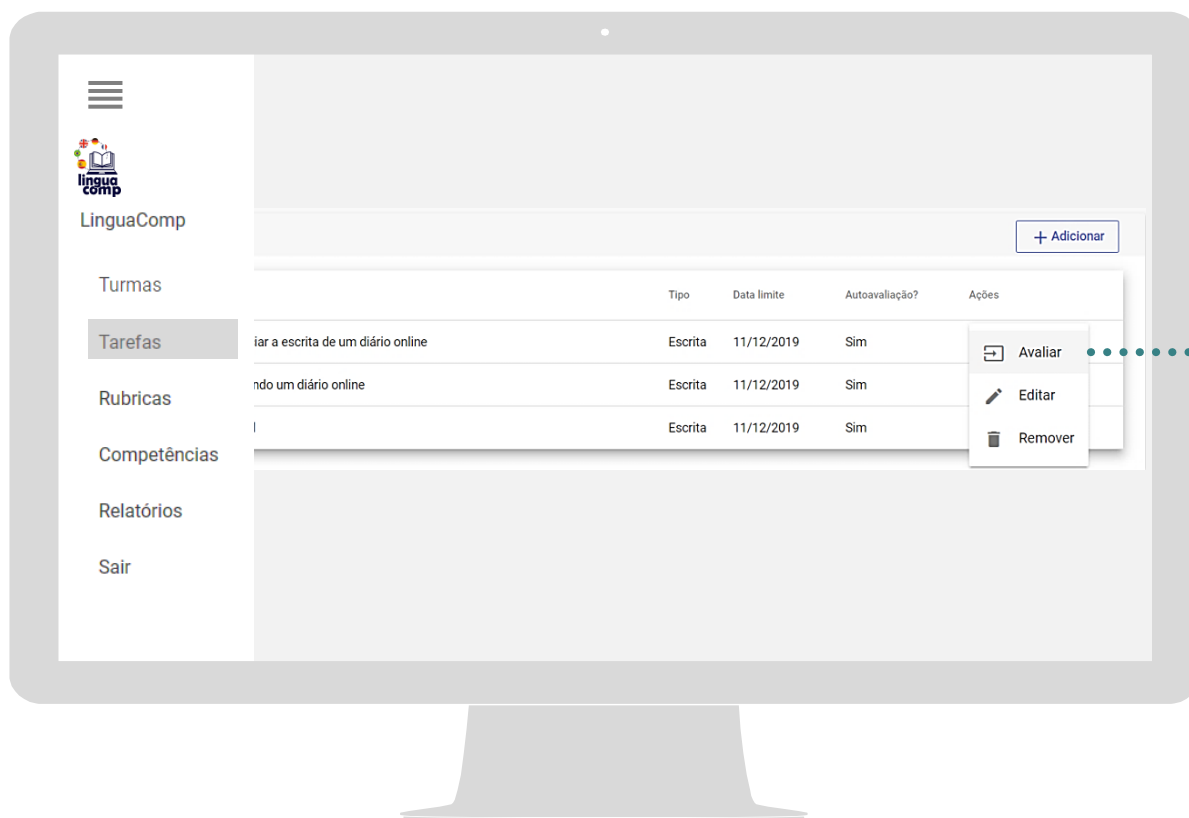 lingua
comp
LinguaComp
+ Adicionar
Turmas
Tipo Data limite Autoavaliação? Ações
Tarefas
iar a escrita de um diário online Escrita 11/12/2019 Sim
Avaliar
ndo um diário online Escrita 11/12/2019 Sim
Editar
Rubricas
Escrita 11/12/2019 Sim
Remover
Competências
Relatórios
Sair